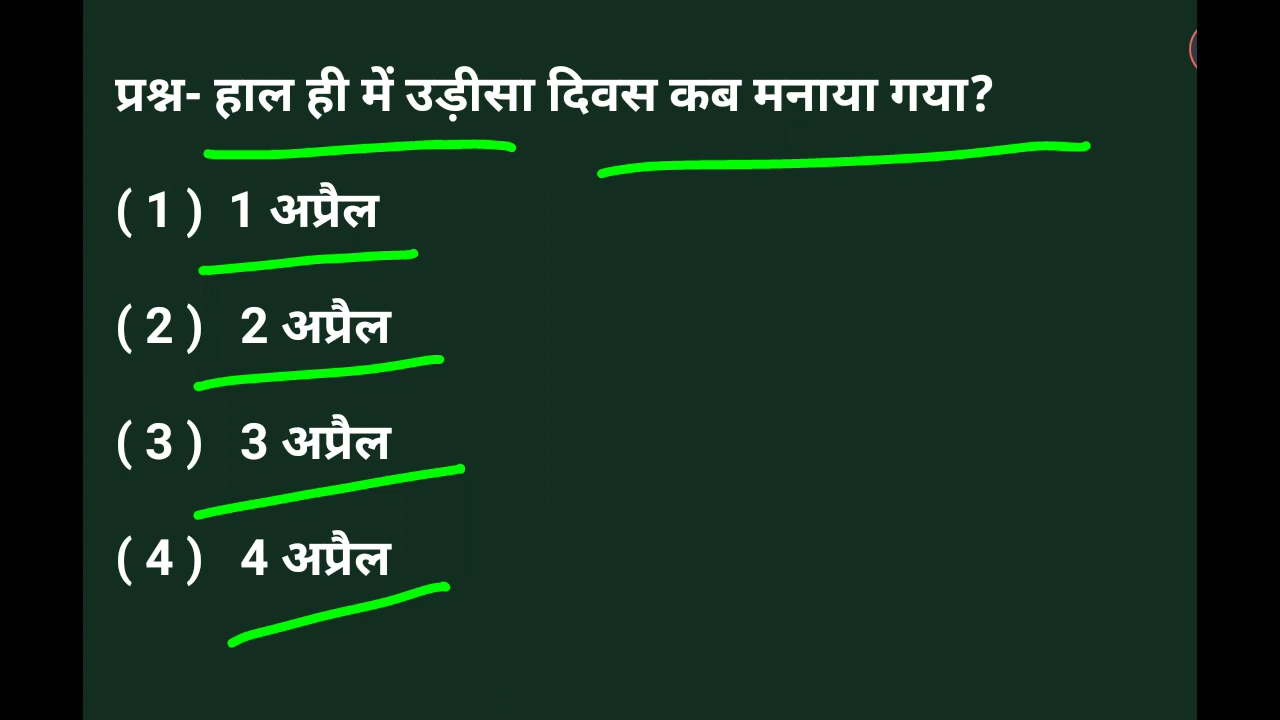 प्रश्न- हाल ही में उड़ीसा दिवस कब मनाया गया?
( 1 ) 1 अप्रैल
( 2 ) 2 अप्रैल
( 3 ) 3 अप्रैल
( 4 ) 4 अप्रैल